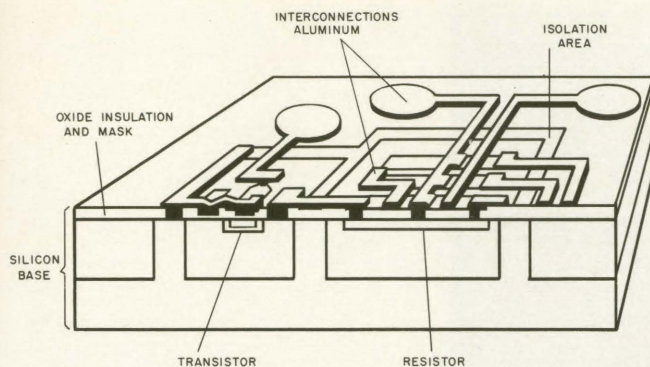 INTERCONNECTIONS
ALUMINUM
ISOLATION
AREA
OXIDE INSULATION
AND MASK
SILICON
BASE
TRANSISTOR
RESISTOR